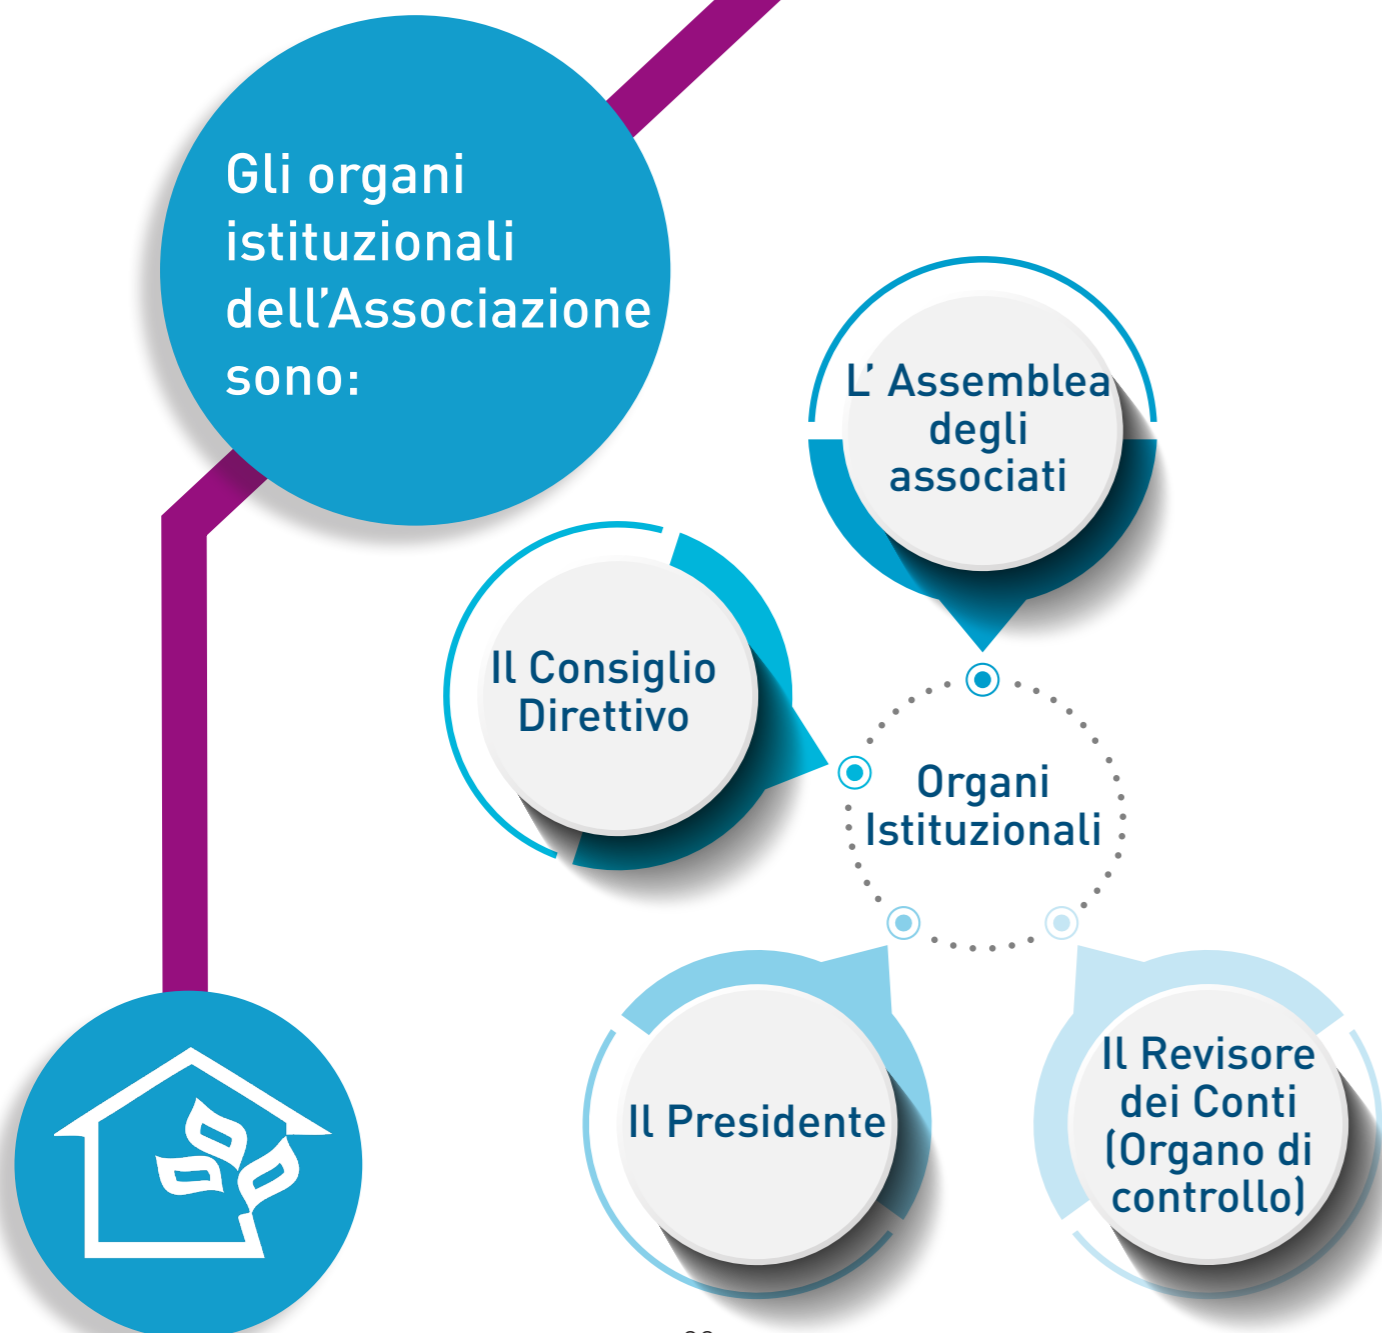 Gli organi
istituzionali
dell’Associazione
sono:
L’ Assemblea
degli
associati
Il Consiglio
Direttivo
Organi
Istituzionali
Il Presidente
Il Revisore
dei Conti
(Organo di
controllo)